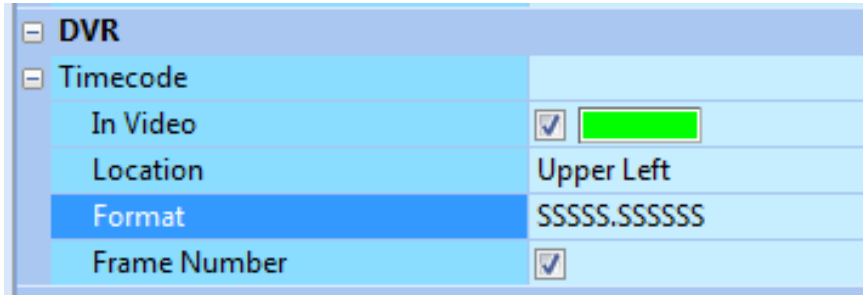 DVR
Timecode
In Video
Location Upper Left
Format SSSSS.SSSSSS
Frame Number